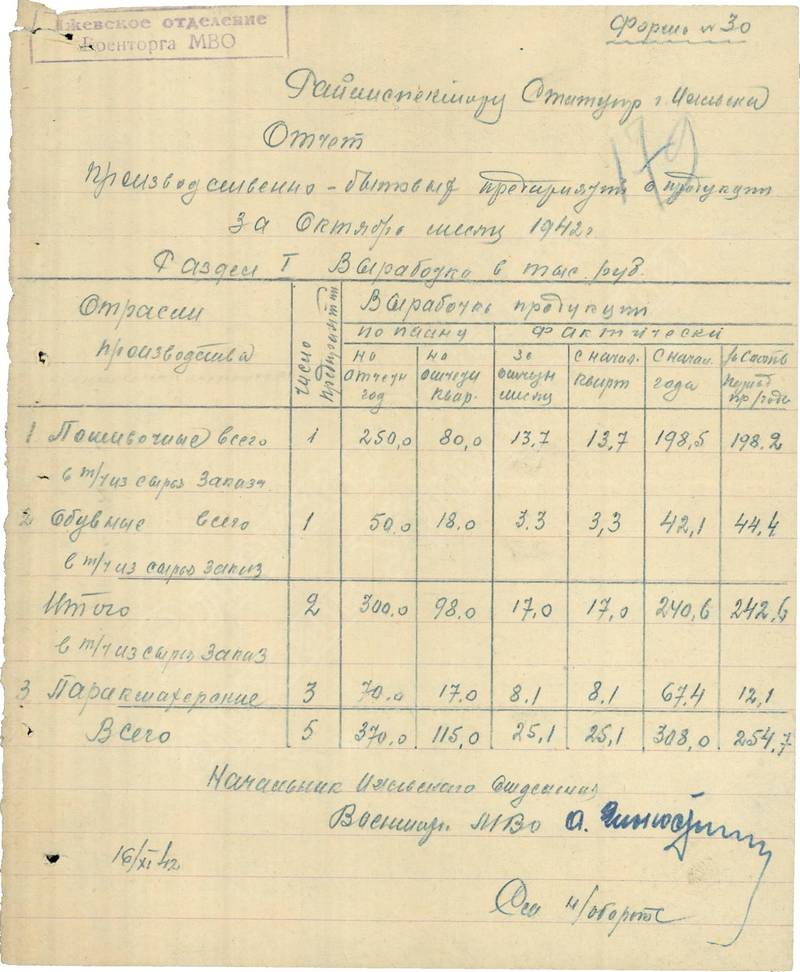 жевское отделение
Военторга МВО
Форма № 30
Райинспектору Статупр г. Ижевска
179
Отчет
производственно-бытовых предприятий о продукции
за Октябрь месяц 1942г
Раздел I Выработка в тыс. руб.
Отрасли производства
число предприятий
Выработка продукции
по плану
фактически
на отчетн год
на отчетн квар.
за отчетн месяц
с начал. кварт
с начал. года
за соотв период пр/года
1 Пошивочные всего 1 250,0 80,0 13,7 13,7 198,5 198.2
в т/ч из сырья заказч
2 Обувные всего 1 50.0 18.0 3.3 3,3 42,1 44.4
в т/ч из сырья заказ
Итого 2 300.0 98.0 17,0 17,0 240,6 242,6
в т/ч из сырья заказ
3 Парикмахерские 3 70.0 17.0 8.1 8.1 67.4 12,1
Всего 5 370.0 115,0 25,1 25,1 308,0 254.7
Начальник Ижевского отделения
Военторг. МВО А.
16/XI 42
См н/обороте